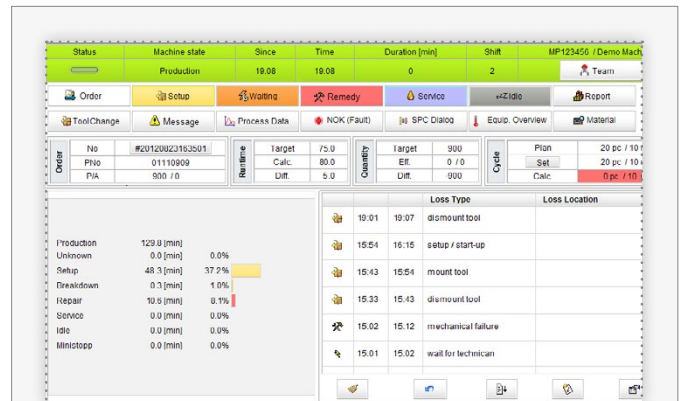 Status Machine state Since Time Duration [min] Shift MP123456 / Demo Mach
Production 19.08 19.08 0 2 Team
Order Setup Waiting Remedy Service Idle Report
ToolChange Message Process Data NOK (Fault) SPC Dialog Equip. Overview Material
Order No #20120823163501 Runtime Target 75.0 Quantity Target 900 Cycle Plan 20 pc / 10
PNo 01110909 Calc. 80.0 Eff. 0 / 0 Set 20 pc / 10
P/A 900 / 0 Diff. 5.0 Diff. -900 Calc 0 pc / 10
Loss Type Loss Location
19:01 19:07 dismount tool
15:54 16:15 setup / start-up
15:43 15:54 mount tool
15.33 15.43 dismount tool
15.02 15.12 mechanical failure
15.01 15.02 wait for technican
Production 129.8 [min]
Unknown 0.0 [min] 0.0%
Setup 48.3 [min] 37.2%
Breakdown 0.3 [min] 1.0%
Repair 10.6 [min] 8.1%
Service 0.0 [min] 0.0%
Idle 0.0 [min] 0.0%
Ministopp 0.0 [min] 0.0%